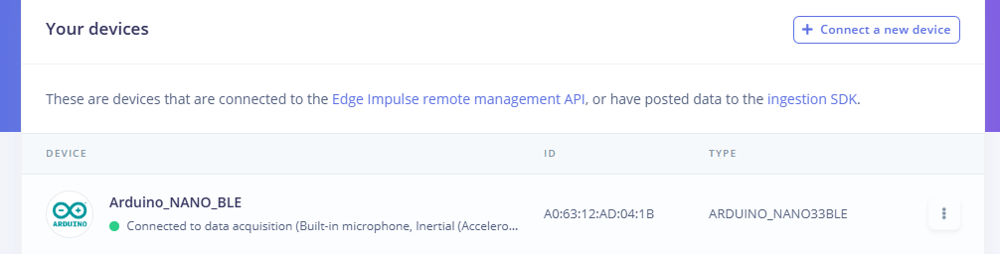 Your devices
+ Connect a new device
These are devices that are connected to the Edge Impulse remote management API, or have posted data to the ingestion SDK.
DEVICE ID TYPE
ARDUINO
Arduino_NANO_BLE
Connected to data acquisition (Built-in microphone, Inertial (Accelero...
A0:63:12:AD:04:1B
ARDUINO_NANO33BLE